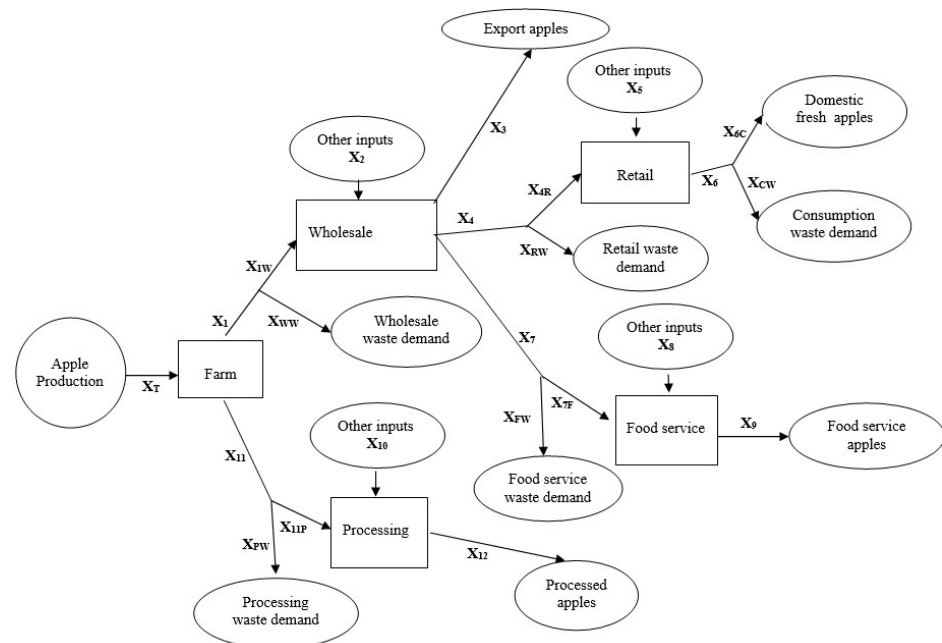 Export apples
Other inputs
X5
Domestic
fresh apples
Other inputs
X2
X3
X6C
Retail
X6
X4R
XCW
X4
Wholesale
Consumption
waste demand
XRW
Retail waste
demand
X1W
X1
XWW
Wholesale
waste demand
X7
Other inputs
X8
Apple
Production
XT
Farm
X7F
XFW
Food service
X9
Food service
apples
Other inputs
X10
X11
Food service
waste demand
X11P
Processing
XPW
X12
Processed
apples
Processing
waste demand